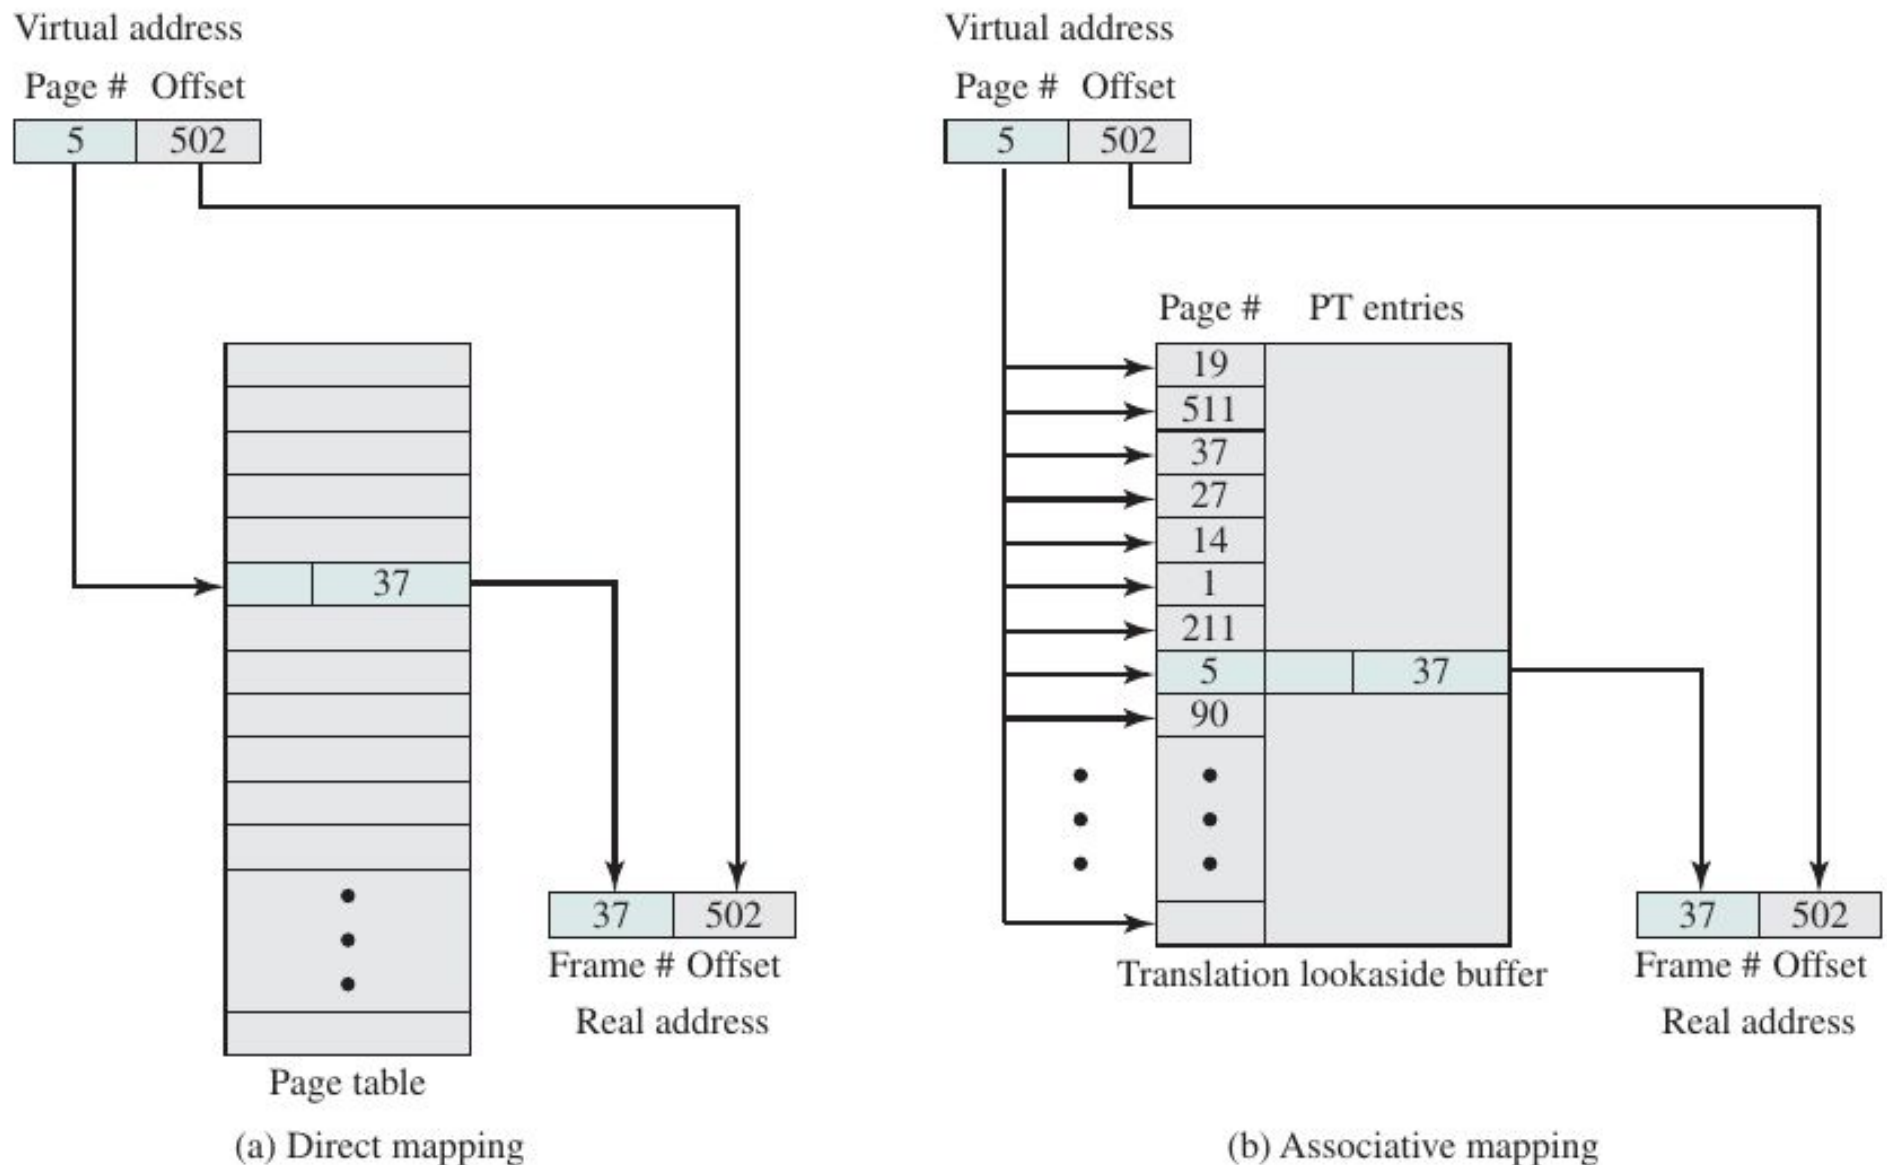 Virtual address
Page # Offset
5 502
37
37 502
Frame # Offset
Real address
Page table
(a) Direct mapping
Virtual address
Page # Offset
5 502
Page # PT entries
19
511
37
27
14
1
211
5 37
90
37 502
Frame # Offset
Translation lookaside buffer
Real address
(b) Associative mapping